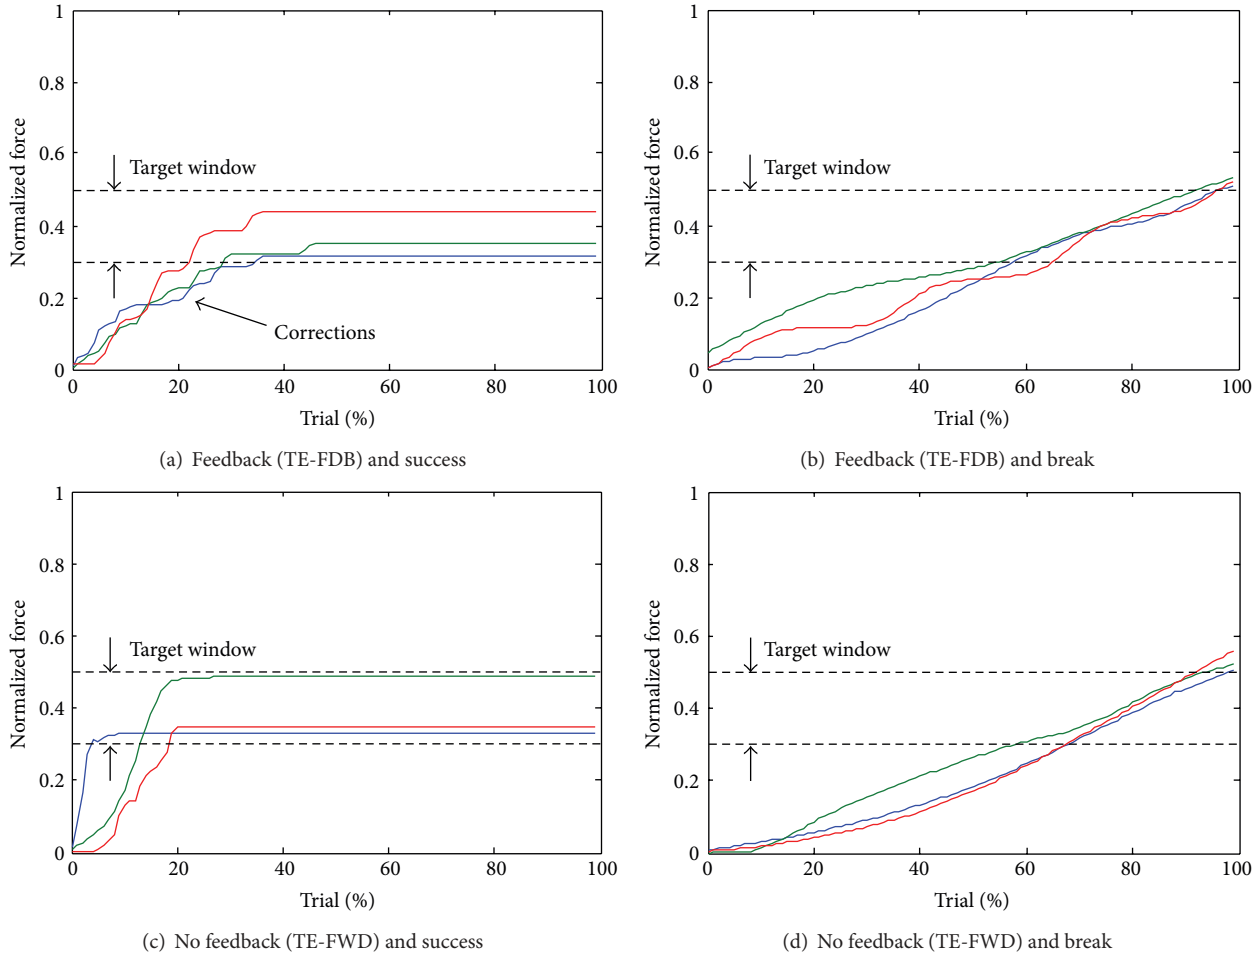 1
0.8
0.6
0.4
0.2
0
Normalized force
Target window
Corrections
0 20 40 60 80 100
Trial (%)
(a) Feedback (TE-FDB) and success
1
0.8
0.6
0.4
0.2
0
Normalized force
Target window
0 20 40 60 80 100
Trial (%)
(b) Feedback (TE-FDB) and break
1
0.8
0.6
0.4
0.2
0
Normalized force
Target window
0 20 40 60 80 100
Trial (%)
(c) No feedback (TE-FWD) and success
1
0.8
0.6
0.4
0.2
0
Normalized force
Target window
0 20 40 60 80 100
Trial (%)
(d) No feedback (TE-FWD) and break